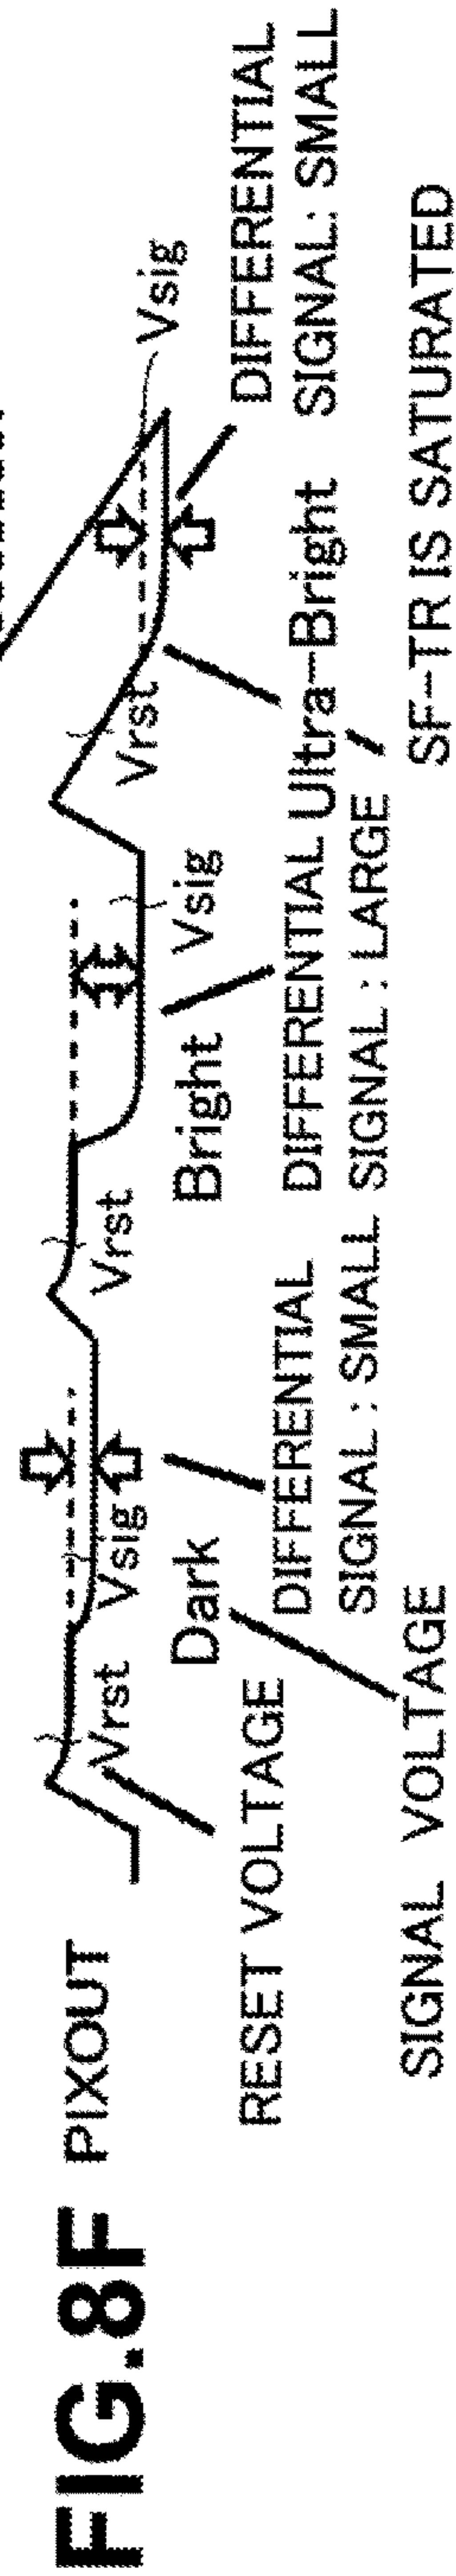 FIG.8F PIXOUT
Vrst
Vsig
Vrst
Vsig
Vrst
Vsig
RESET VOLTAGE
Dark
Bright
DIFFERENTIAL
SIGNAL: SMALL
DIFFERENTIAL
SIGNAL: LARGE
Ultra-Bright
DIFFERENTIAL
SIGNAL: SMALL
SIGNAL VOLTAGE
SF-TR IS SATURATED